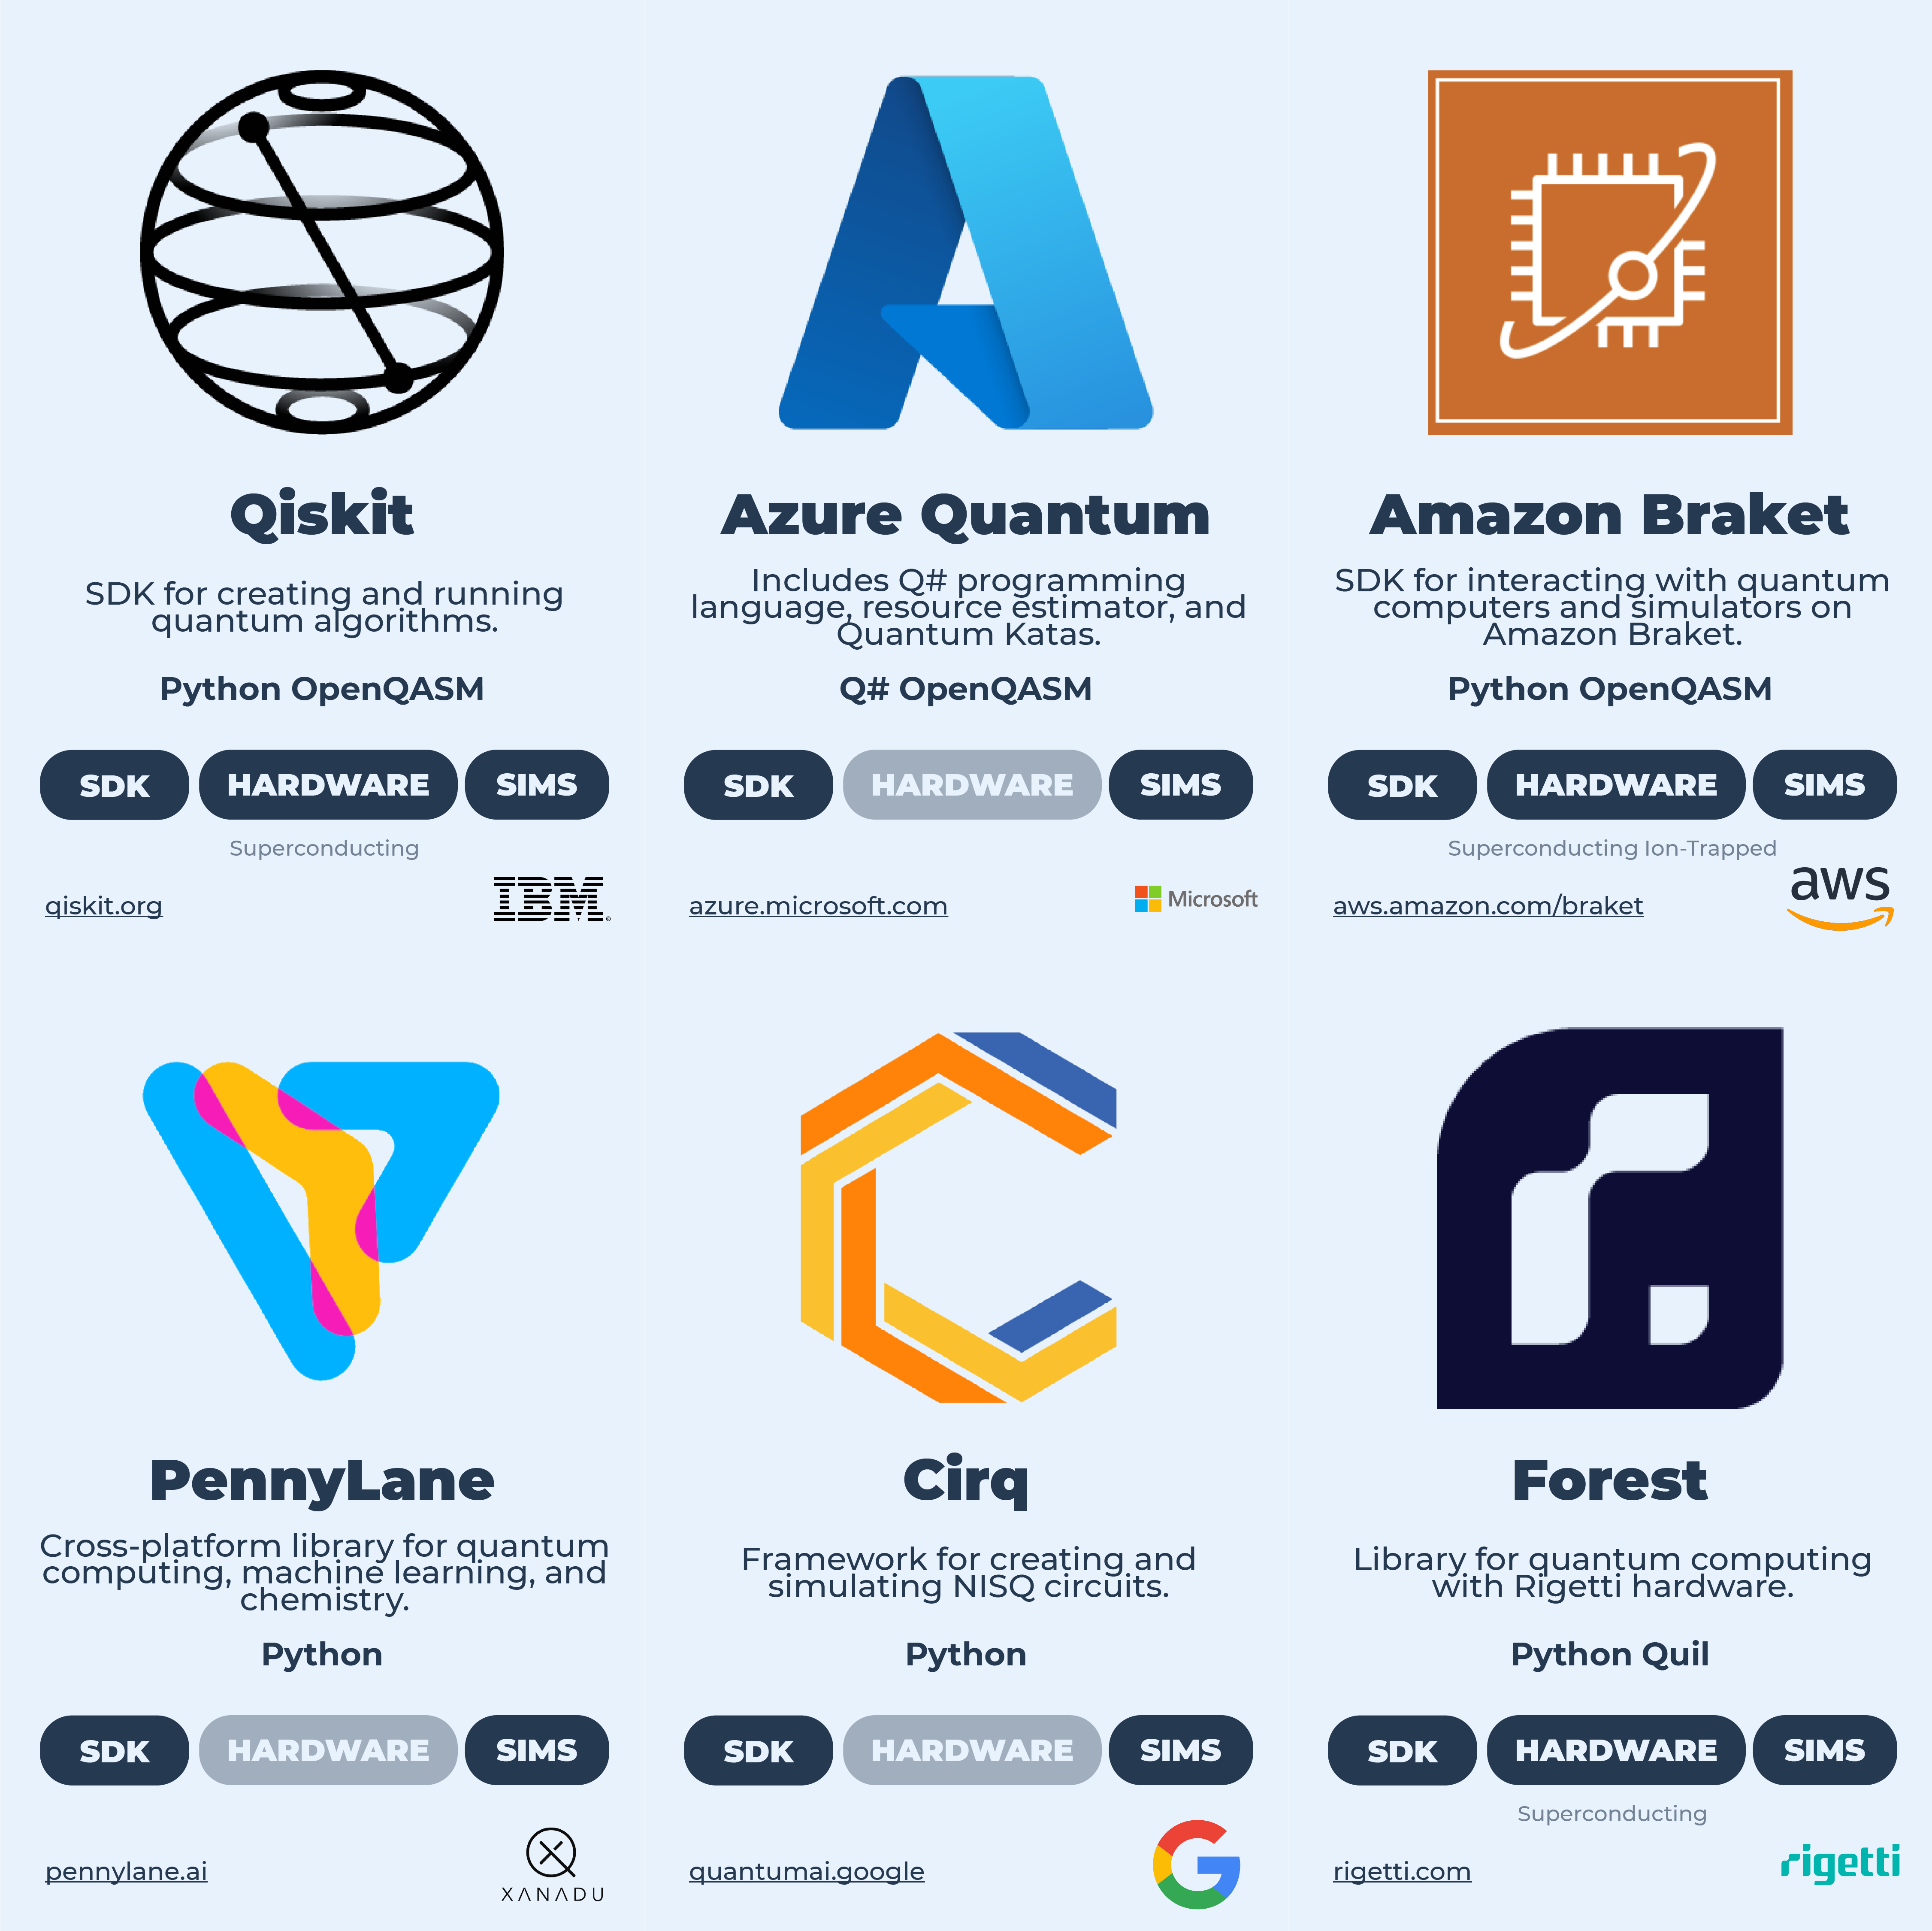 Qiskit
SDK for creating and running
quantum algorithms.
Python OpenQASM
SDK
HARDWARE
SIMS
Superconducting
qiskit.org
IBM®
Azure Quantum
Includes Q# programming
language, resource estimator, and
Quantum Katas.
Q# OpenQASM
SDK
HARDWARE
SIMS
azure.microsoft.com
Microsoft
Amazon Braket
SDK for interacting with quantum
computers and simulators on
Amazon Braket.
Python OpenQASM
SDK
HARDWARE
SIMS
Superconducting Ion-Trapped
aws.amazon.com/braket
aws
PennyLane
Cross-platform library for quantum
computing, machine learning, and
chemistry.
Python
SDK
HARDWARE
SIMS
pennylane.ai
XANADU
Cirq
Framework for creating and
simulating NISQ circuits.
Python
SDK
HARDWARE
SIMS
quantumai.google
G
Forest
Library for quantum computing
with Rigetti hardware.
Python Quil
SDK
HARDWARE
SIMS
Superconducting
rigetti.com
rigetti